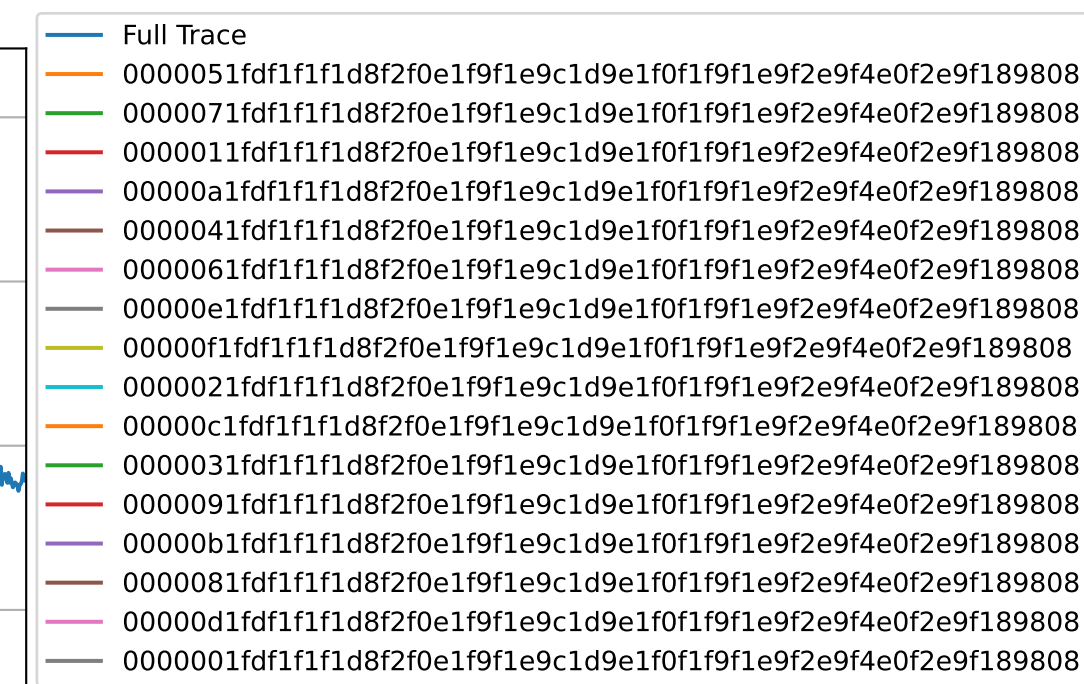 Full Trace
0000051fdf1f1f1d8f2f0e1f9f1e9c1d9e1f0f1f9f1e9f2e9f4e0f2e9f189808
0000071fdf1f1f1d8f2f0e1f9f1e9c1d9e1f0f1f9f1e9f2e9f4e0f2e9f189808
0000011fdf1f1f1d8f2f0e1f9f1e9c1d9e1f0f1f9f1e9f2e9f4e0f2e9f189808
00000a1fdf1f1f1d8f2f0e1f9f1e9c1d9e1f0f1f9f1e9f2e9f4e0f2e9f189808
0000041fdf1f1f1d8f2f0e1f9f1e9c1d9e1f0f1f9f1e9f2e9f4e0f2e9f189808
0000061fdf1f1f1d8f2f0e1f9f1e9c1d9e1f0f1f9f1e9f2e9f4e0f2e9f189808
00000e1fdf1f1f1d8f2f0e1f9f1e9c1d9e1f0f1f9f1e9f2e9f4e0f2e9f189808
00000f1fdf1f1f1d8f2f0e1f9f1e9c1d9e1f0f1f9f1e9f2e9f4e0f2e9f189808
0000021fdf1f1f1d8f2f0e1f9f1e9c1d9e1f0f1f9f1e9f2e9f4e0f2e9f189808
00000c1fdf1f1f1d8f2f0e1f9f1e9c1d9e1f0f1f9f1e9f2e9f4e0f2e9f189808
0000031fdf1f1f1d8f2f0e1f9f1e9c1d9e1f0f1f9f1e9f2e9f4e0f2e9f189808
0000091fdf1f1f1d8f2f0e1f9f1e9c1d9e1f0f1f9f1e9f2e9f4e0f2e9f189808
00000b1fdf1f1f1d8f2f0e1f9f1e9c1d9e1f0f1f9f1e9f2e9f4e0f2e9f189808
0000081fdf1f1f1d8f2f0e1f9f1e9c1d9e1f0f1f9f1e9f2e9f4e0f2e9f189808
00000d1fdf1f1f1d8f2f0e1f9f1e9c1d9e1f0f1f9f1e9f2e9f4e0f2e9f189808
0000001fdf1f1f1d8f2f0e1f9f1e9c1d9e1f0f1f9f1e9f2e9f4e0f2e9f189808